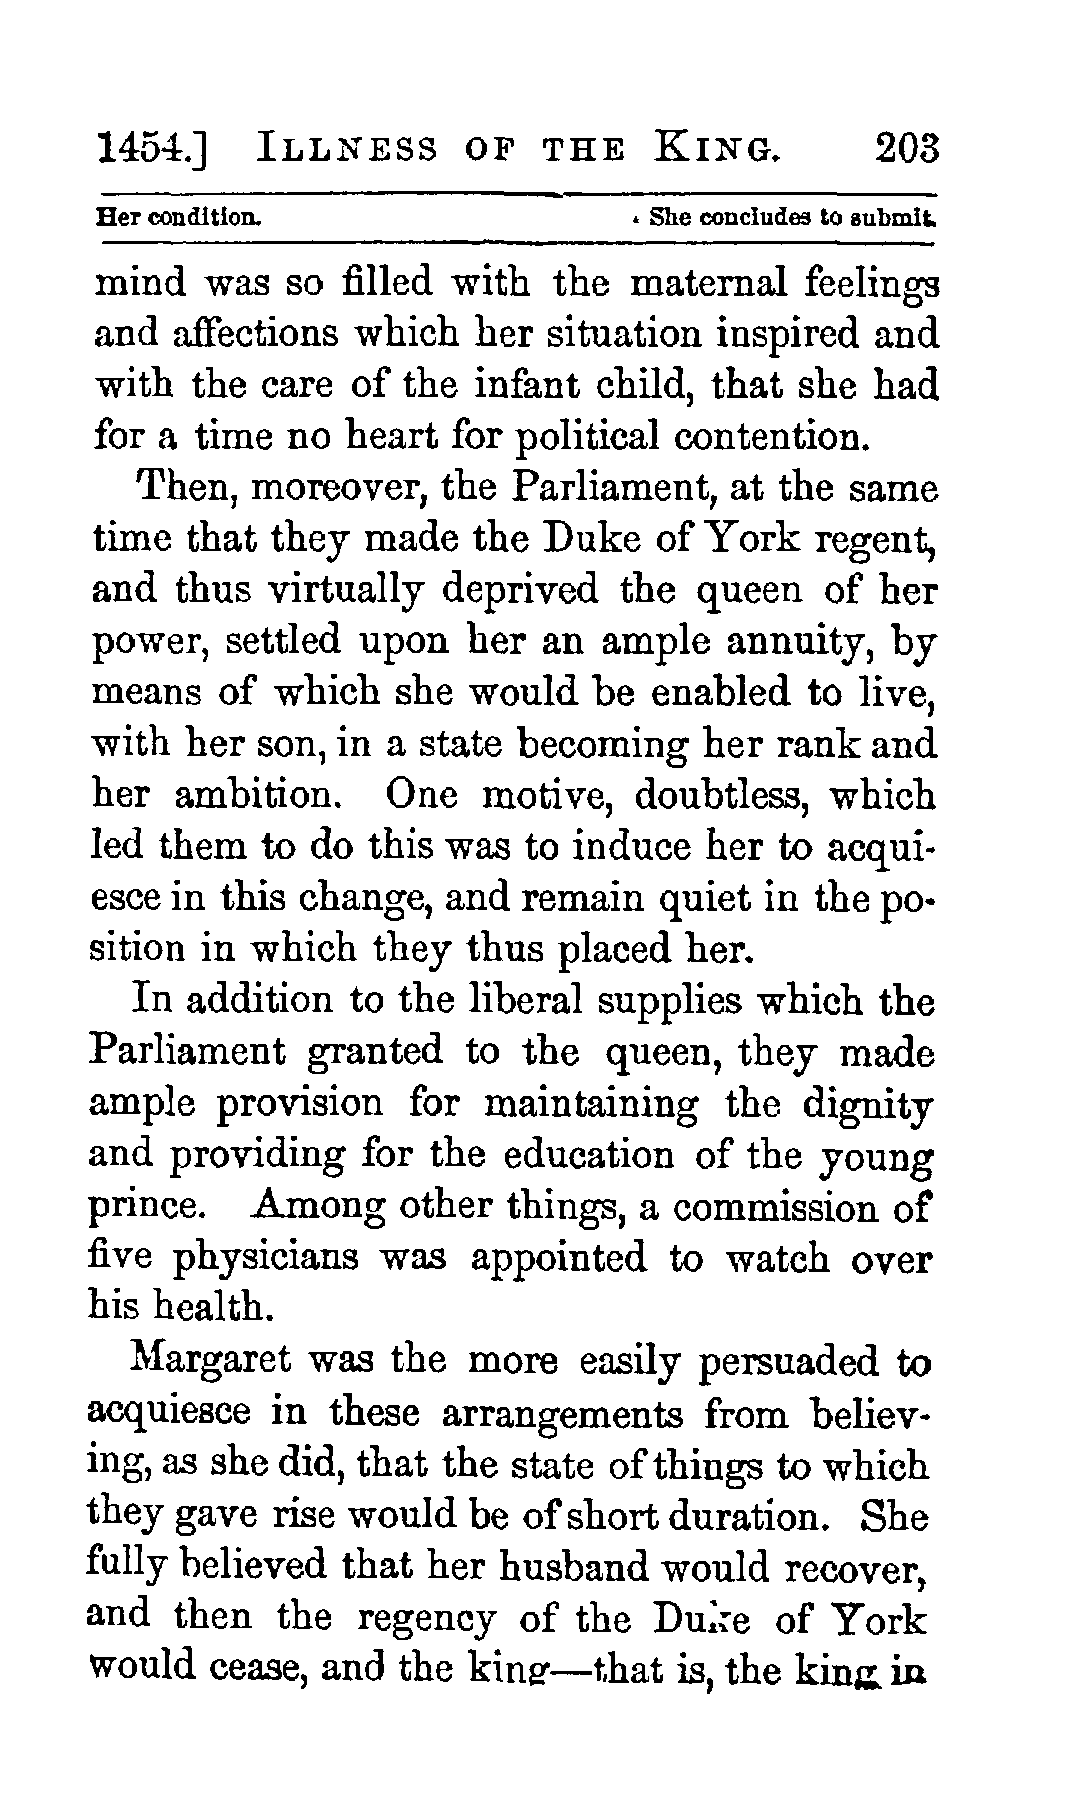 1454.] ILLNESS OF THE KING. 203
Her condition. She concludes to submit.
mind was so filled with the maternal feelings
and affections which her situation inspired and
with the care of the infant child, that she had
for a time no heart for political contention.
Then, moreover, the Parliament, at the same
time that they made the Duke of York regent,
and thus virtually deprived the queen of her
power, settled upon her an ample annuity, by
means of which she would be enabled to live,
with her son, in a state becoming her rank and
her ambition. One motive, doubtless, which
led them to do this was to induce her to acqui-
esce in this change, and remain quiet in the po-
sition in which they thus placed her.
In addition to the liberal supplies which the
Parliament granted to the queen, they made
ample provision for maintaining the dignity
and providing for the education of the young
prince. Among other things, a commission of
five physicians was appointed to watch over
his health.
Margaret was the more easily persuaded to
acquiesce in these arrangements from believ-
ing, as she did, that the state of things to which
they gave rise would be of short duration. She
fully believed that her husband would recover,
and then the regency of the Duke of York
would cease, and the king—that is, the king in